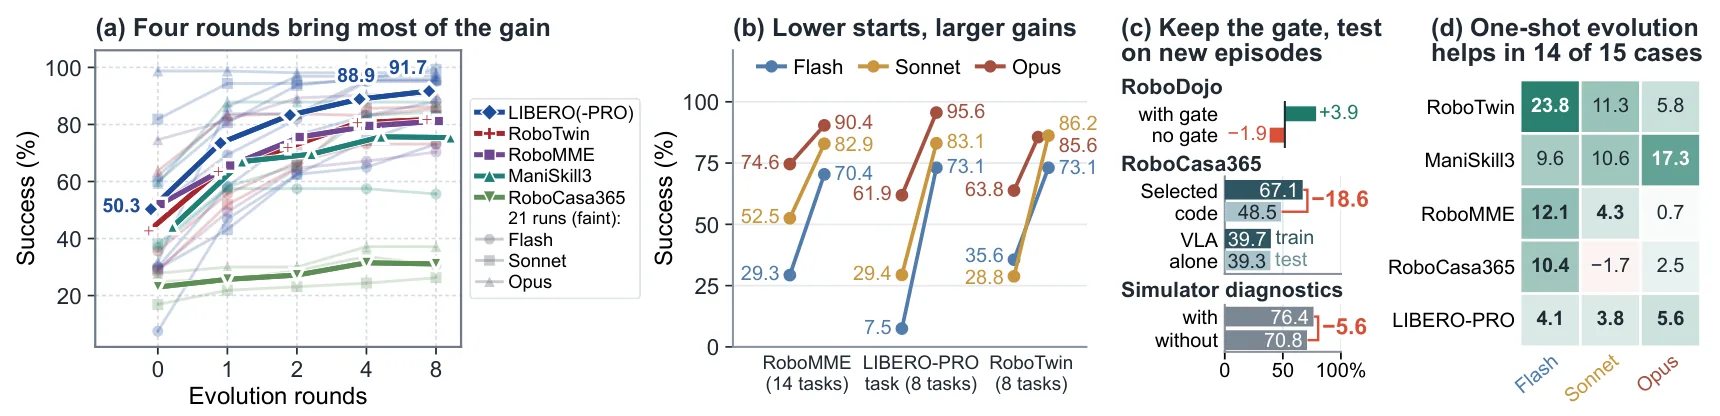 (a) Four rounds bring most of the gain
Success (%)
100
80
60
40
20
0
1
2
4
8
Evolution rounds
50.3
88.9
91.7
LIBERO(-PRO)
RoboTwin
RoboMME
ManiSkill3
RoboCasa365
21 runs (faint):
Flash
Sonnet
Opus
(b) Lower starts, larger gains
Flash
Sonnet
Opus
Success (%)
100
75
50
25
0
74.6
90.4
82.9
70.4
52.5
29.3
95.6
83.1
73.1
61.9
29.4
7.5
86.2
85.6
73.1
63.8
35.6
28.8
RoboMME
(14 tasks)
LIBERO-PRO
task (8 tasks)
RoboTwin
(8 tasks)
(c) Keep the gate, test
on new episodes
RoboDojo
with gate
+3.9
no gate
−1.9
RoboCasa365
Selected
code
67.1
48.5
−18.6
VLA
alone
39.7 train
39.3 test
Simulator diagnostics
with
76.4
without
70.8
−5.6
0
50
100%
(d) One-shot evolution
helps in 14 of 15 cases
RoboTwin 23.8 11.3 5.8
ManiSkill3 9.6 10.6 17.3
RoboMME 12.1 4.3 0.7
RoboCasa365 10.4 −1.7 2.5
LIBERO-PRO 4.1 3.8 5.6
Flash
Sonnet
Opus